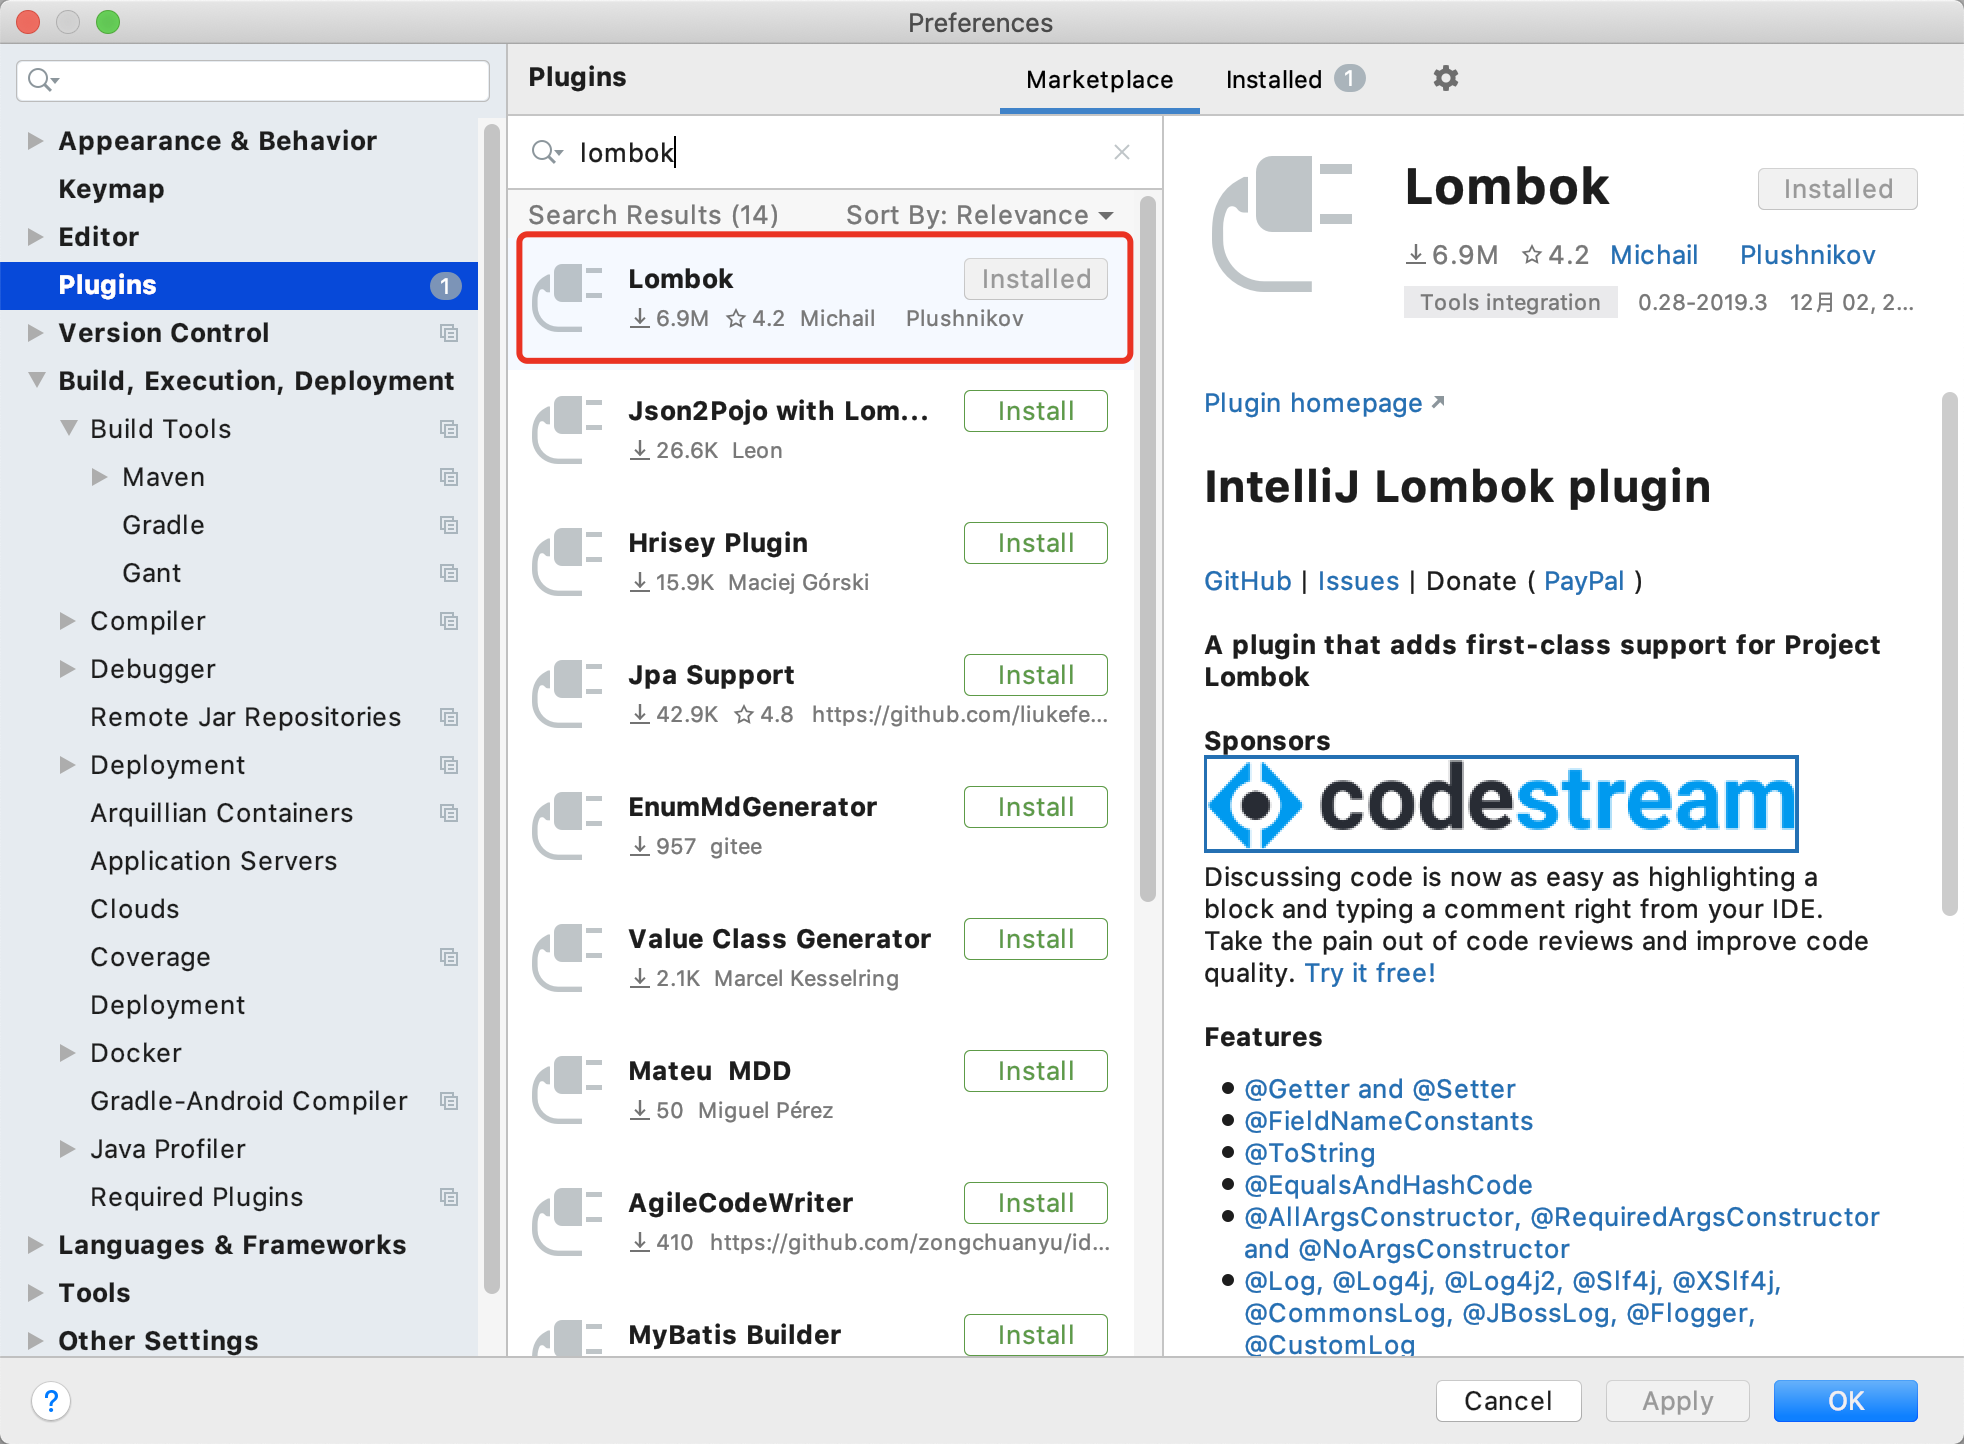 Preferences
Appearance & Behavior
Keymap
Editor
Plugins 1
Version Control
Build, Execution, Deployment
Build Tools
Maven
Gradle
Gant
Compiler
Debugger
Remote Jar Repositories
Deployment
Arquillian Containers
Application Servers
Clouds
Coverage
Deployment
Docker
Gradle-Android Compiler
Java Profiler
Required Plugins
Languages & Frameworks
Tools
Other Settings
Plugins Marketplace Installed 1
lombok
Search Results (14) Sort By: Relevance
Lombok Installed
6.9M 4.2 Michail Plushnikov
Json2Pojo with Lom... Install
26.6K Leon
Hrisey Plugin Install
15.9K Maciej Górski
Jpa Support Install
42.9K 4.8 https://github.com/liukefe...
EnumMdGenerator Install
957 gitee
Value Class Generator Install
2.1K Marcel Kesselring
Mateu MDD Install
50 Miguel Pérez
AgileCodeWriter Install
410 https://github.com/zongchuanyu/id...
MyBatis Builder Install
Lombok Installed
6.9M 4.2 Michail Plushnikov
Tools integration 0.28-2019.3 12月 02, 2...
Plugin homepage
IntelliJ Lombok plugin
GitHub | Issues | Donate ( PayPal )
A plugin that adds first-class support for Project
Lombok
Sponsors
codestream
Discussing code is now as easy as highlighting a
block and typing a comment right from your IDE.
Take the pain out of code reviews and improve code
quality. Try it free!
Features
@Getter and @Setter
@FieldNameConstants
@ToString
@EqualsAndHashCode
@AllArgsConstructor, @RequiredArgsConstructor
and @NoArgsConstructor
@Log, @Log4j, @Log4j2, @Slf4j, @XSlf4j,
@CommonsLog, @JBossLog, @Flogger,
@CustomLog
? Cancel Apply OK